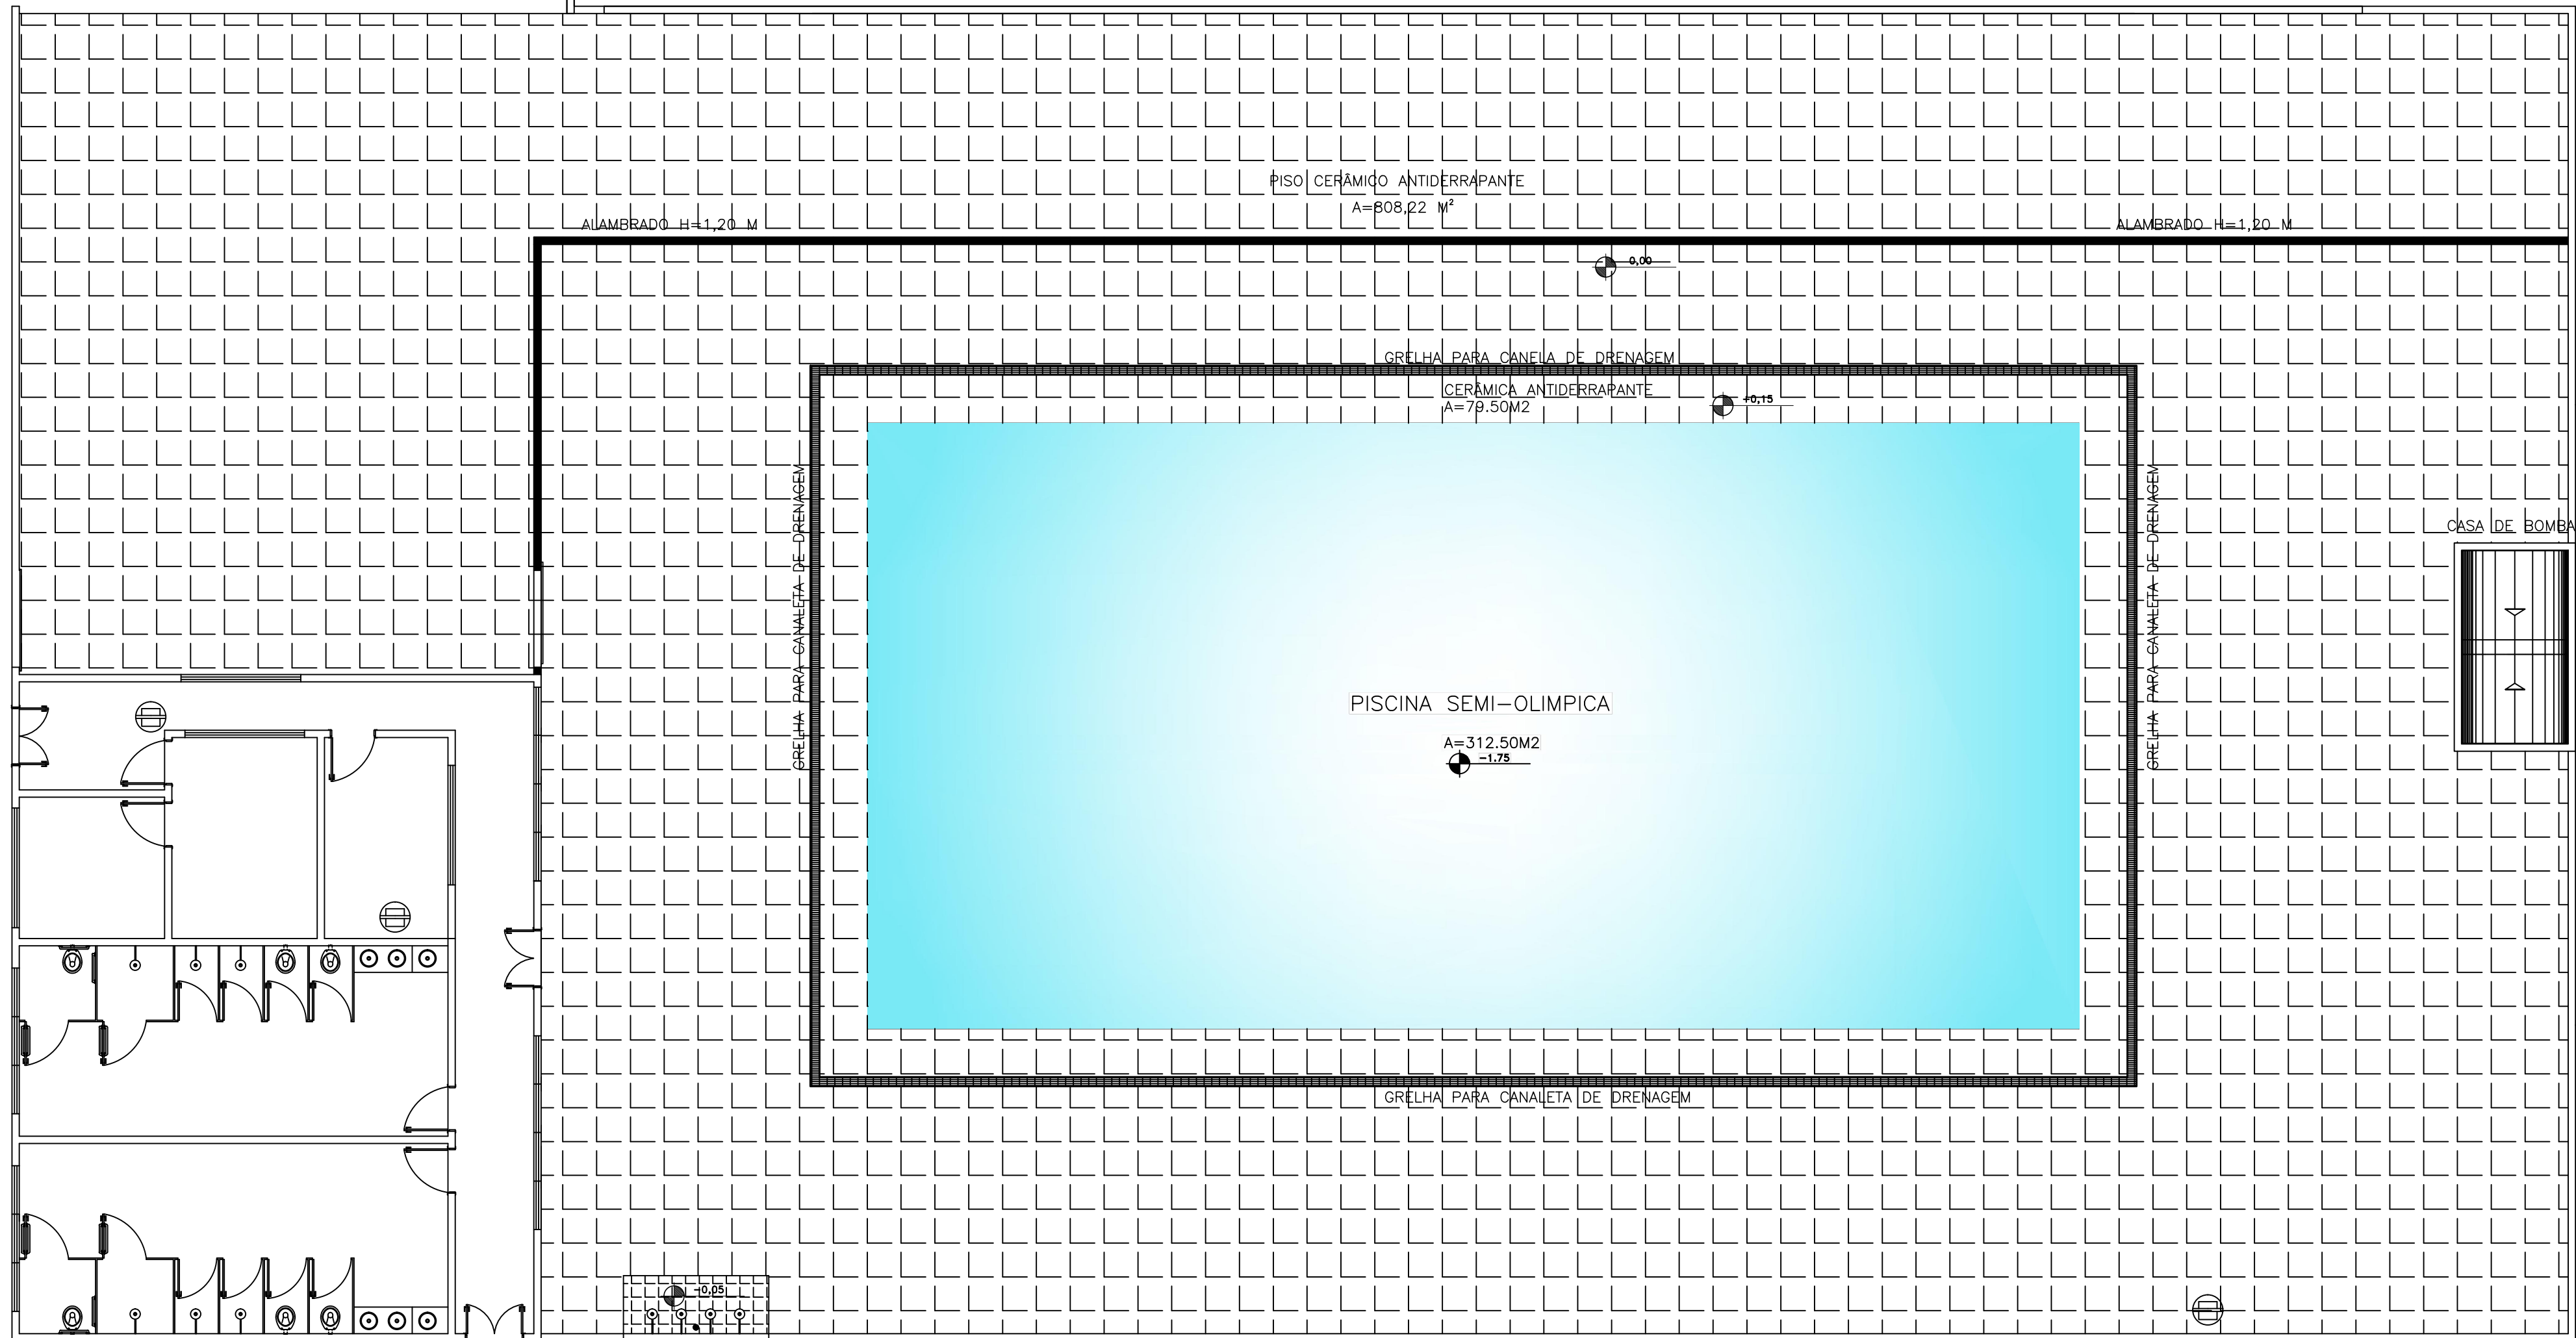 PISO CERÂMICO ANTIDERRAPANTE
A=808,22 M²
ALAMBRADO H=1,20 M
ALAMBRADO H=1,20 M
0,00
GRELHA PARA CANELA DE DRENAGEM
CERÂMICA ANTIDERRAPANTE
A=79.50M2
+0,15
GRELHA PARA CANALETA DE DRENAGEM
GRELHA PARA CANALETA DE DRENAGEM
CASA DE BOMBA
PISCINA SEMI-OLIMPICA
A=312.50M2
-1.75
GRELHA PARA CANALETA DE DRENAGEM
-0,05